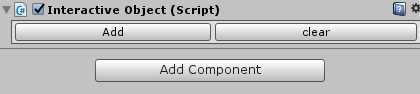 Interactive Object (Script)
Add clear
Add Component